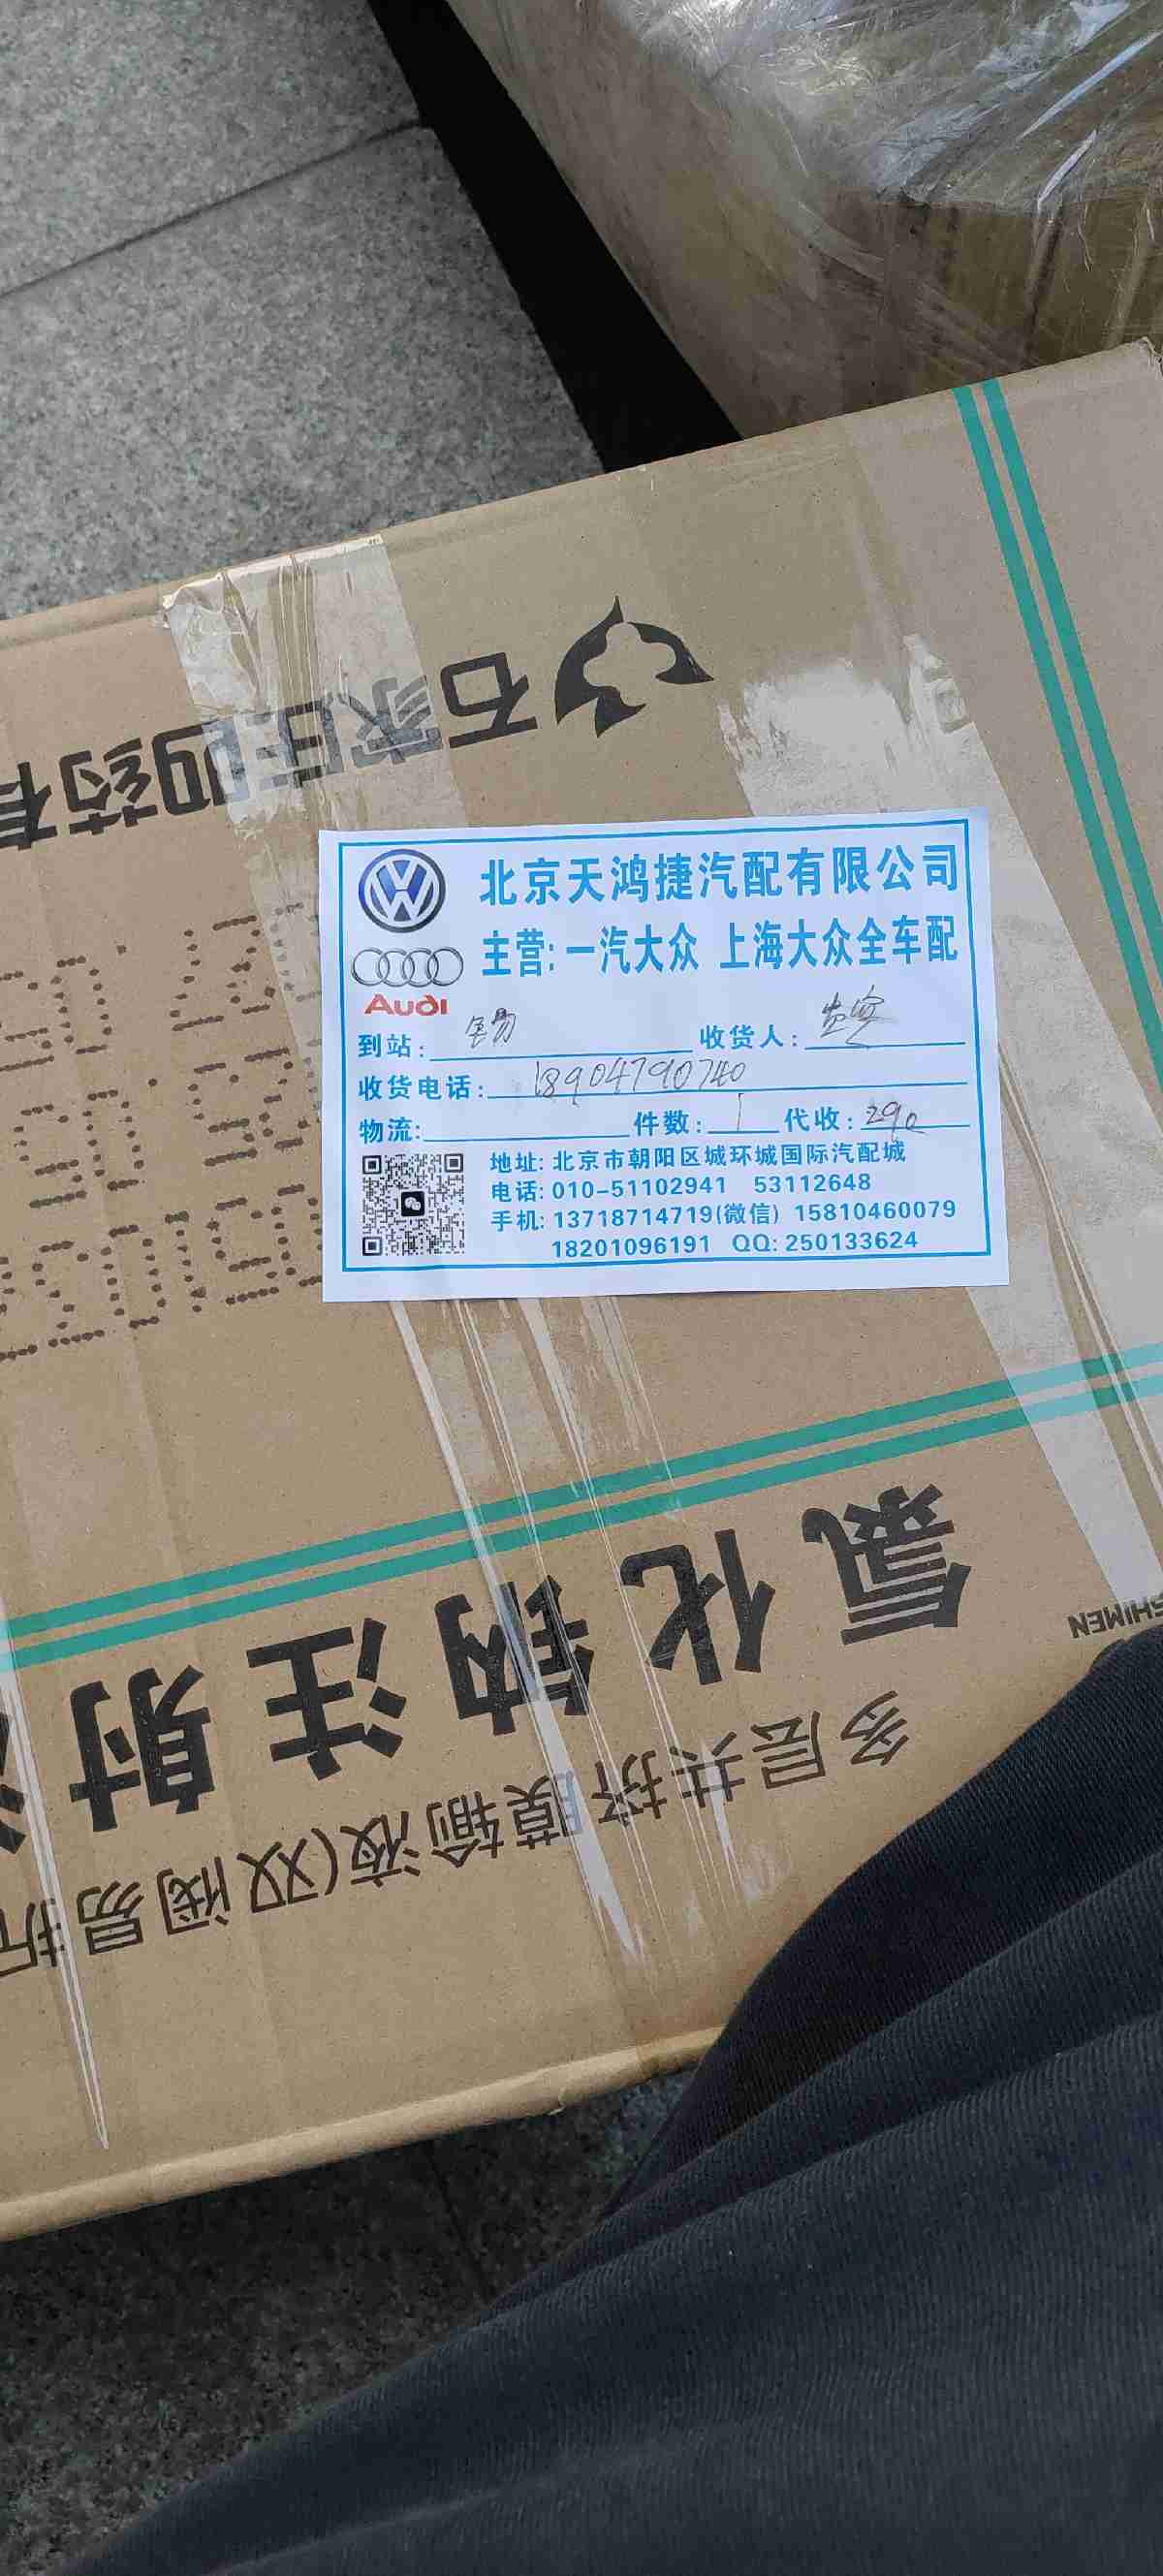 石家庄四药有
北京天鸿捷汽配有限公司
主营: 一汽大众 上海大众全车配
Audi
到站: 锡 收货人:
收货电话: 18904790740
物流: 件数: 1 代收: 290
地址: 北京市朝阳区城环城国际汽配城
电话: 010-51102941 53112648
手机: 13718714719(微信) 15810460079
18201096191 QQ: 250133624
氯化钠注射
多层共挤膜输液(双阀易折
SHIMEN